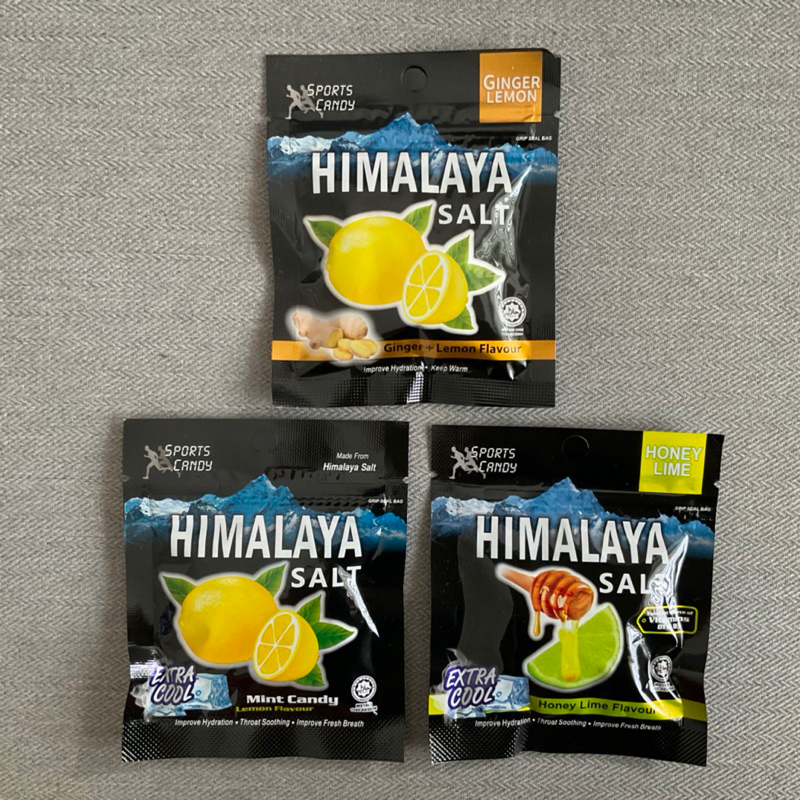 SPORTS
CANDY
GINGER
LEMON
GRIP SEAL BAG
HIMALAYA
SALT
Ginger + Lemon Flavour
Improve Hydration • Keep Warm
SPORTS
CANDY
Made From
Himalaya Salt
GRIP SEAL BAG
HIMALAYA
SALT
EXTRA
COOL
Mint Candy
Lemon Flavour
Improve Hydration • Throat Soothing • Improve Fresh Breath
SPORTS
CANDY
HONEY
LIME
GRIP SEAL BAG
HIMALAYA
SALT
Vitamins
EXTRA
COOL
Honey Lime Flavour
Improve Hydration • Throat Soothing • Improve Fresh Breath